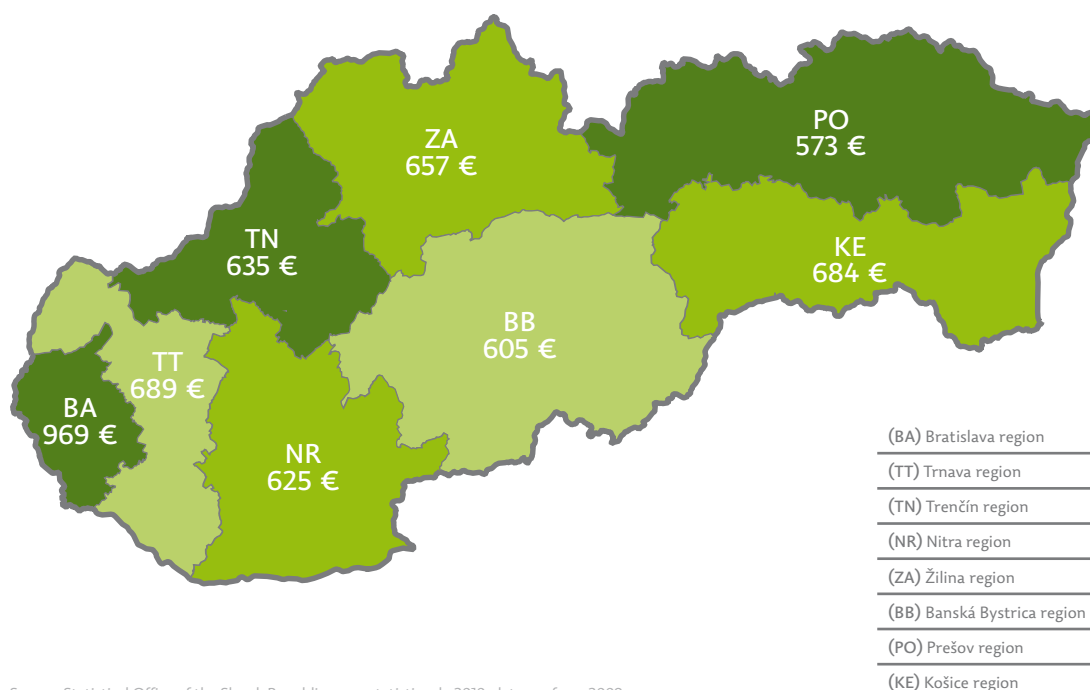 ZA
657 €
PO
573 €
TN
635 €
KE
684 €
BB
605 €
TT
689 €
BA
969 €
NR
625 €
(BA) Bratislava region
(TT) Trnava region
(TN) Trenčín region
(NR) Nitra region
(ZA) Žilina region
(BB) Banská Bystrica region
(PO) Prešov region
(KE) Košice region